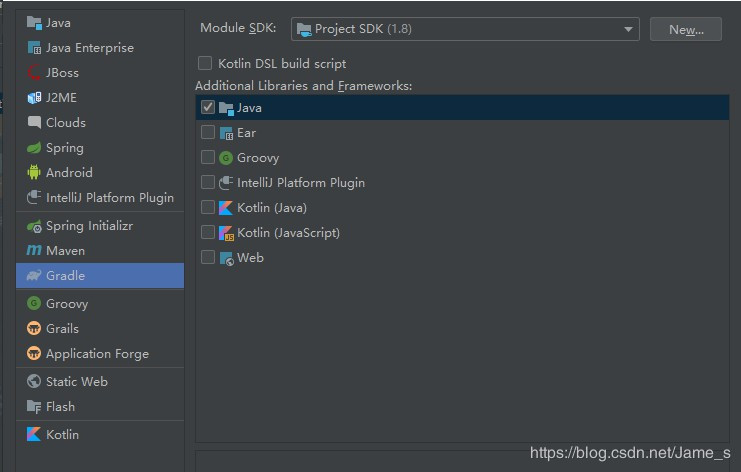 Java
Java Enterprise
JBoss
J2ME
Clouds
Spring
Android
IntelliJ Platform Plugin
Spring Initializr
Maven
Gradle
Groovy
Grails
Application Forge
Static Web
Flash
Kotlin
Module SDK: Project SDK (1.8) New...
Kotlin DSL build script
Additional Libraries and Frameworks:
Java
Ear
Groovy
IntelliJ Platform Plugin
Kotlin (Java)
Kotlin (JavaScript)
Web
https://blog.csdn.net/Jame_s